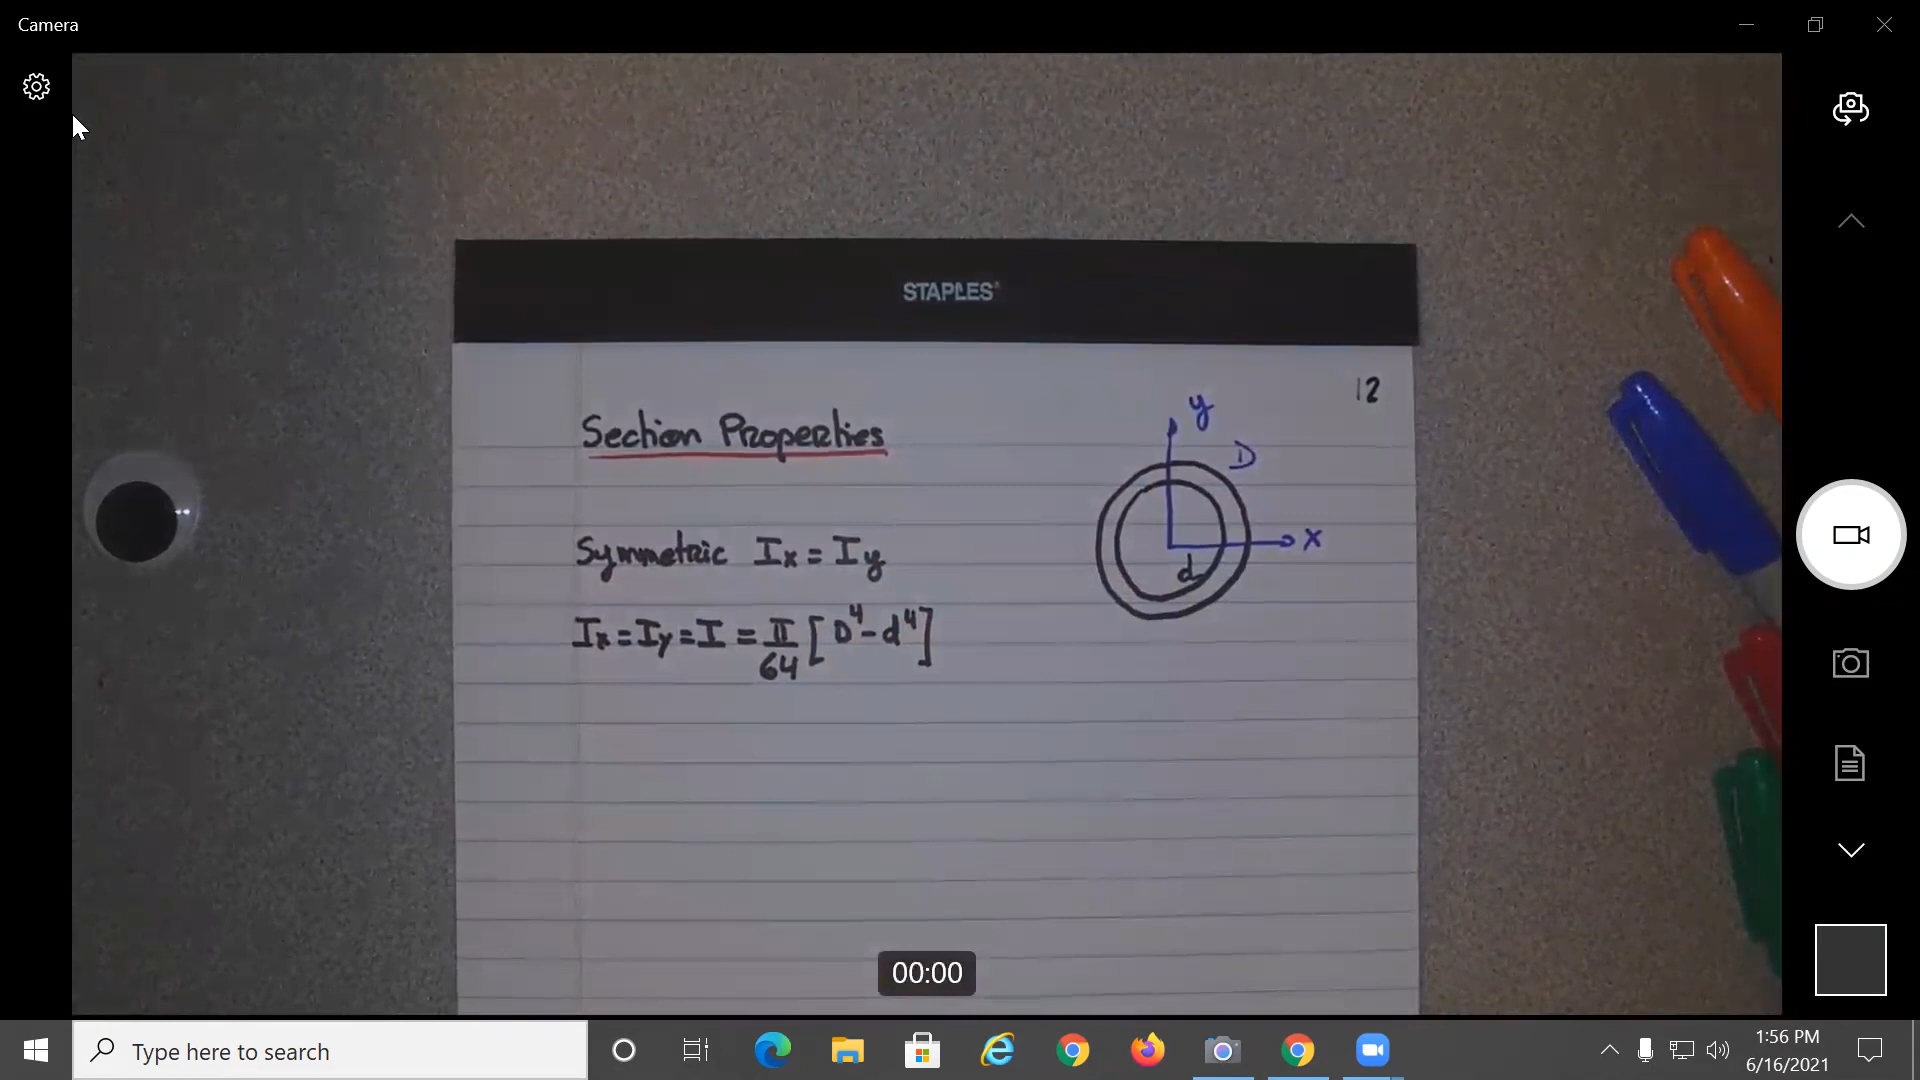 Camera
STAPLES
12
Section Properties
y
D
x
d
Symmetric Ix = Iy
Ix = Iy = I = π/64 [D⁴ - d⁴]
00:00
Type here to search
1:56 PM
6/16/2021